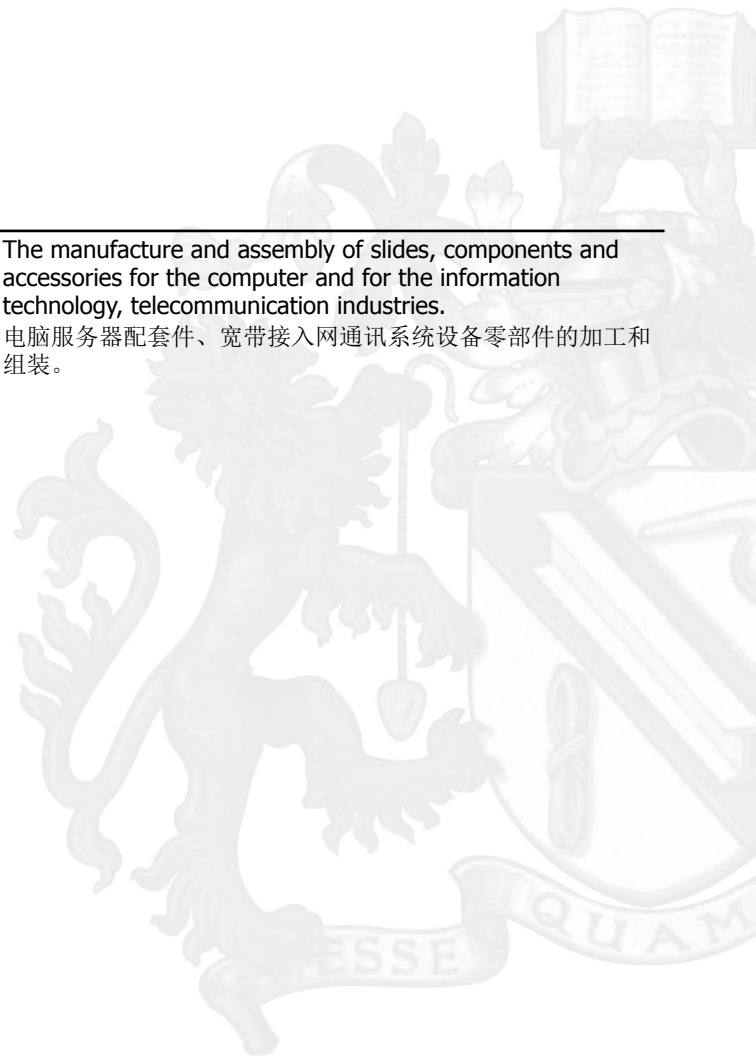 The manufacture and assembly of slides, components and
accessories for the computer and for the information
technology, telecommunication industries.
电脑服务器配套件、宽带接入网通讯系统设备零部件的加工和
组装。
ESSE QUAM